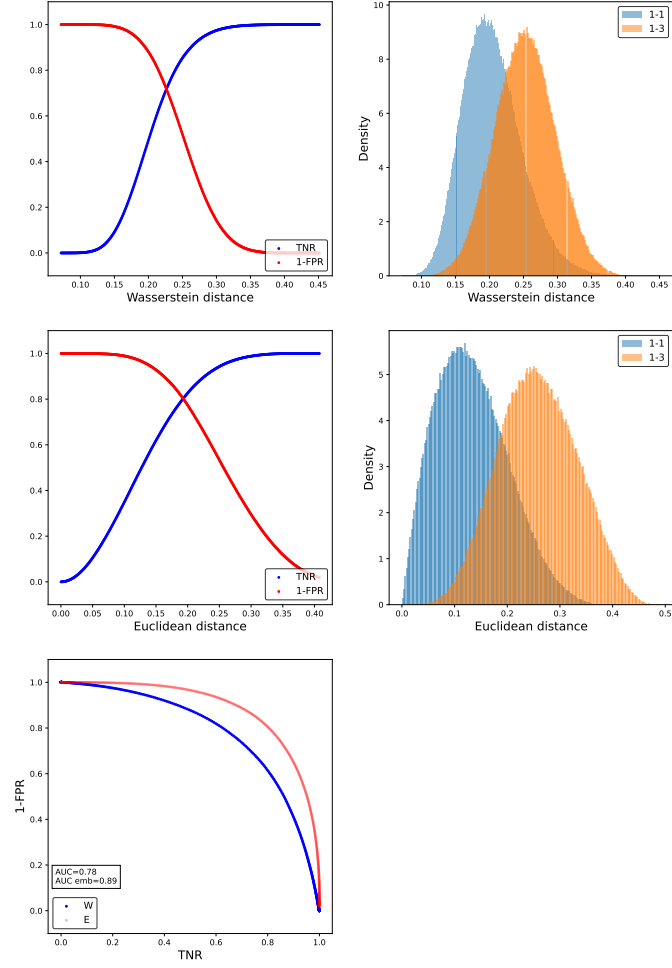 1.0
0.8
0.6
0.4
0.2
0.0
0.10 0.15 0.20 0.25 0.30 0.35 0.40 0.45
Wasserstein distance
TNR
1-FPR
10
8
6
4
2
0
Density
0.10 0.15 0.20 0.25 0.30 0.35 0.40 0.45
Wasserstein distance
1-1
1-3
1.0
0.8
0.6
0.4
0.2
0.0
0.00 0.05 0.10 0.15 0.20 0.25 0.30 0.35 0.40
Euclidean distance
TNR
1-FPR
5
4
3
2
1
0
Density
0.0 0.1 0.2 0.3 0.4 0.5
Euclidean distance
1-1
1-3
1.0
0.8
0.6
0.4
0.2
0.0
1-FPR
0.0 0.2 0.4 0.6 0.8 1.0
TNR
AUC=0.78
AUC emb=0.89
W
E